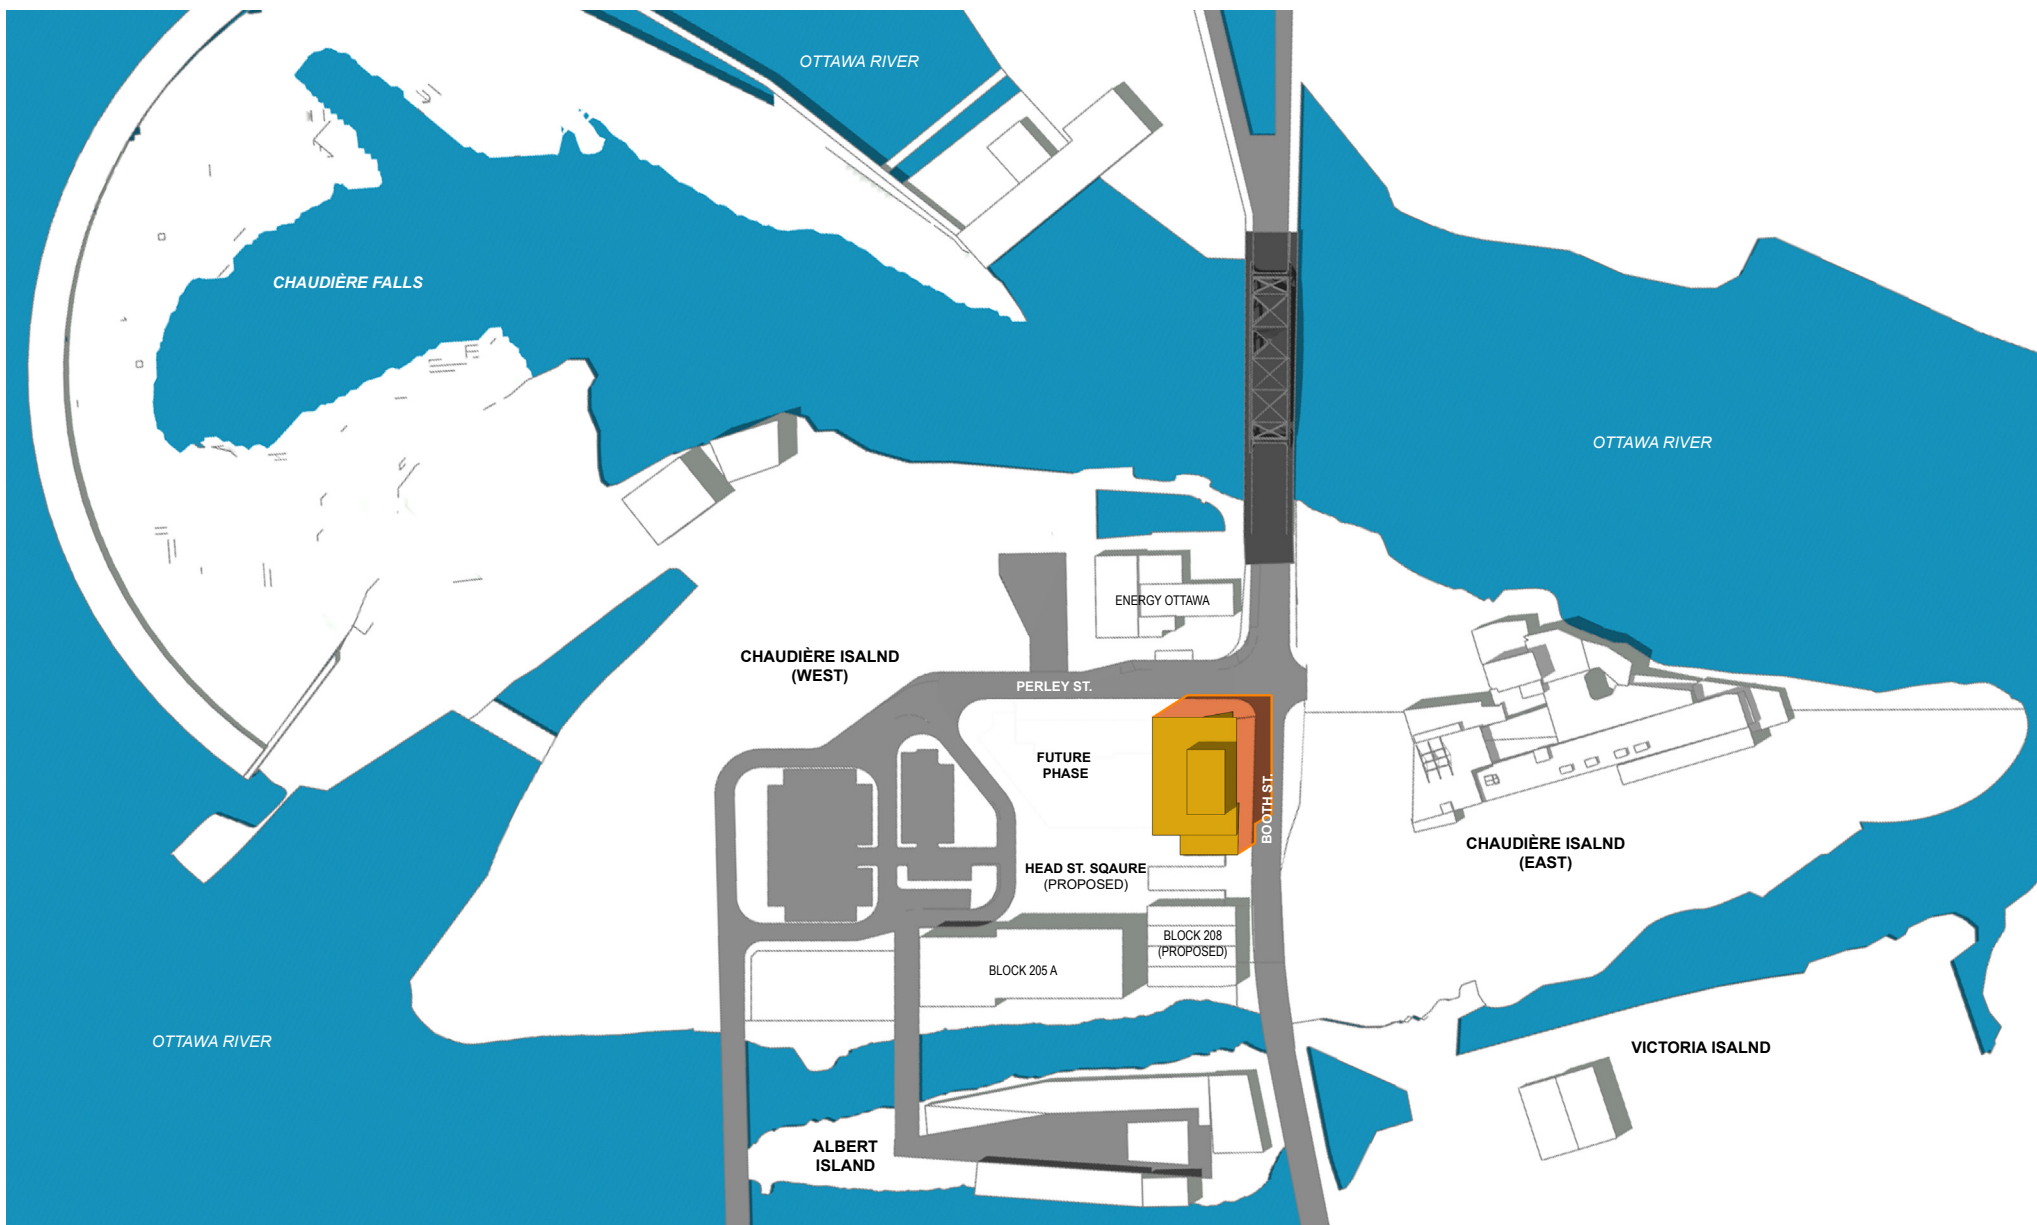 OTTAWA RIVER
CHAUDIÈRE FALLS
OTTAWA RIVER
ENERGY OTTAWA
CHAUDIÈRE ISALND
(WEST)
PERLEY ST.
FUTURE
PHASE
BOOTH ST.
CHAUDIÈRE ISALND
(EAST)
HEAD ST. SQAURE
(PROPOSED)
BLOCK 208
(PROPOSED)
BLOCK 205 A
OTTAWA RIVER
VICTORIA ISALND
ALBERT
ISLAND